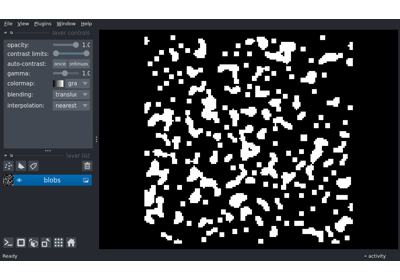 File View Plugins Window Help
layer controls
opacity: 1.0
contrast limits:
auto-contrast: once
gamma: 1.0
colormap: gra
blending: translu
interpolation: nearest
layer list
blobs
Ready
activity